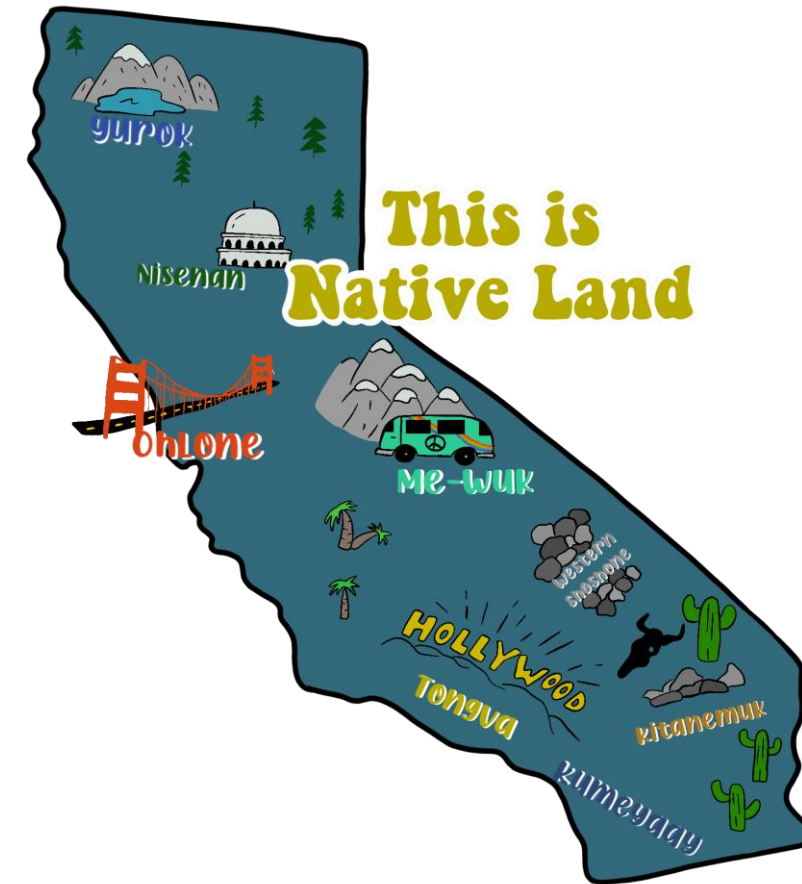 yurok
This is
Native Land
Nisenan
OhLone
Me-wuk
western
shoshone
HOLLYWOOD
Tongva
kitanemuk
kumeyaay